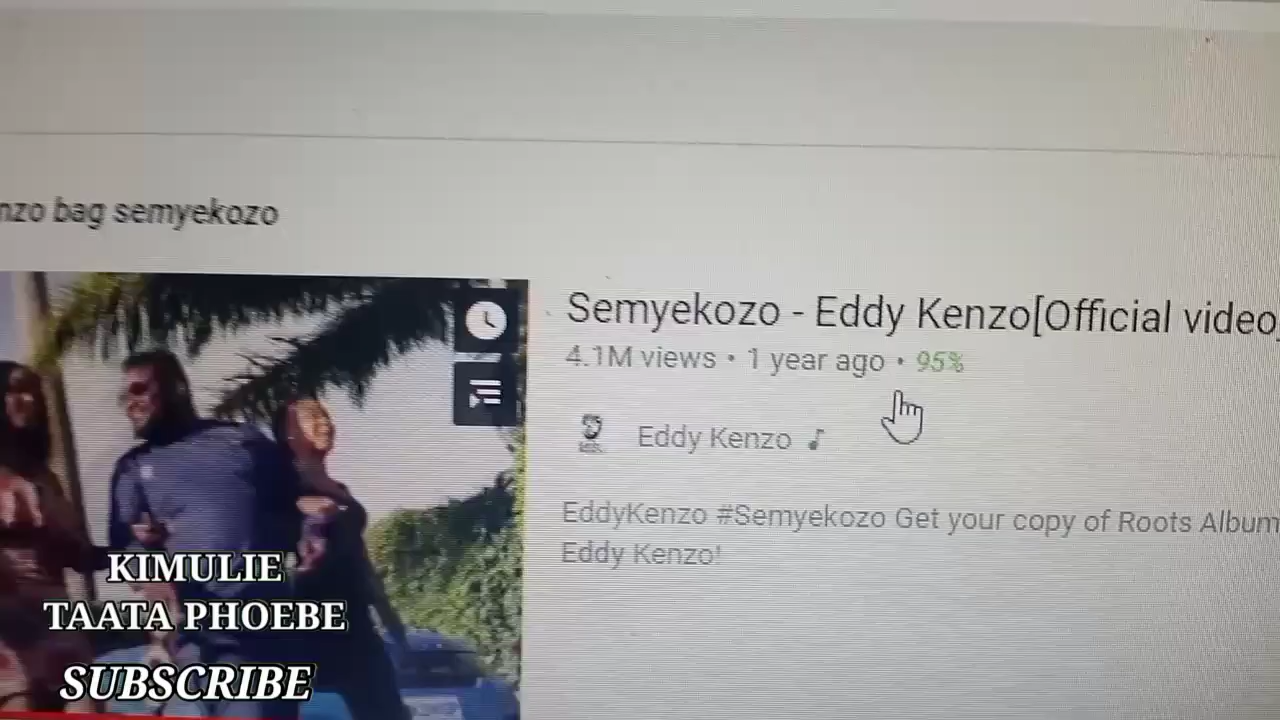 nzo bag semyekozo
Semyekozo - Eddy Kenzo[Official video]
4.1M views • 1 year ago • 95%
Eddy Kenzo ♪
EddyKenzo #Semyekozo Get your copy of Roots Album
Eddy Kenzo!
KIMULIE
TAATA PHOEBE
SUBSCRIBE